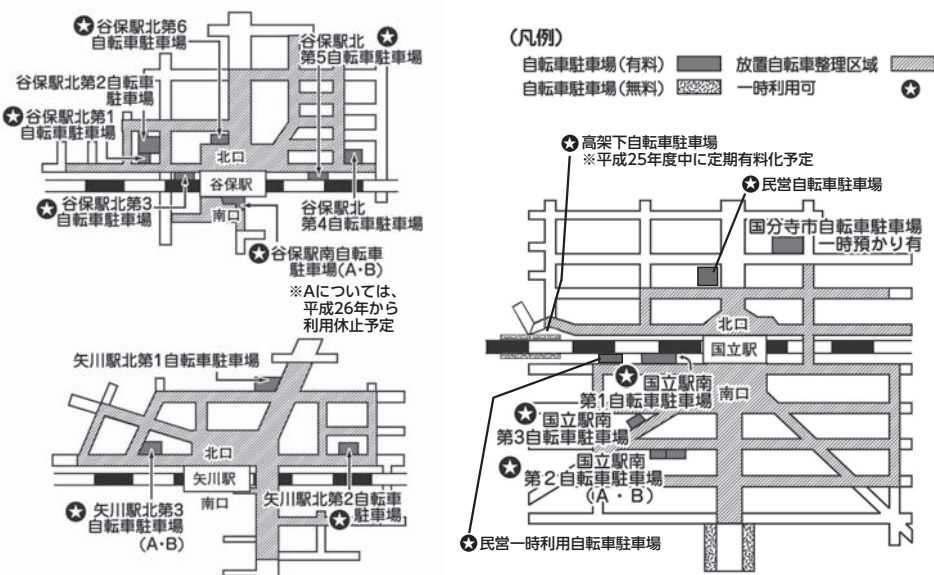 ✪谷保駅北第6
自転車駐車場
谷保駅北 ✪
第5自転車駐車場
谷保駅北第2自転車
駐車場
✪谷保駅北第1
自転車駐車場
北口
谷保駅
✪谷保駅北第3
自転車駐車場
南口
谷保駅北
第4自転車駐車場
✪谷保駅南自転車
駐車場(A・B)
※Aについては、
平成26年から
利用休止予定
矢川駅北第1自転車駐車場
北口
矢川駅
南口
✪矢川駅北第3
自転車駐車場
(A・B)
矢川駅北第2自転車
✪駐車場
(凡例)
自転車駐車場(有料)
放置自転車整理区域
自転車駐車場(無料)
一時利用可 ✪
✪高架下自転車駐車場
※平成25年度中に定期有料化予定
✪民営自転車駐車場
国分寺市自転車駐車場
一時預かり有
北口
国立駅
南口
✪国立駅南
第1自転車駐車場
✪国立駅南
第3自転車駐車場
✪国立駅南
第2自転車駐車場
(A・B)
✪民営一時利用自転車駐車場